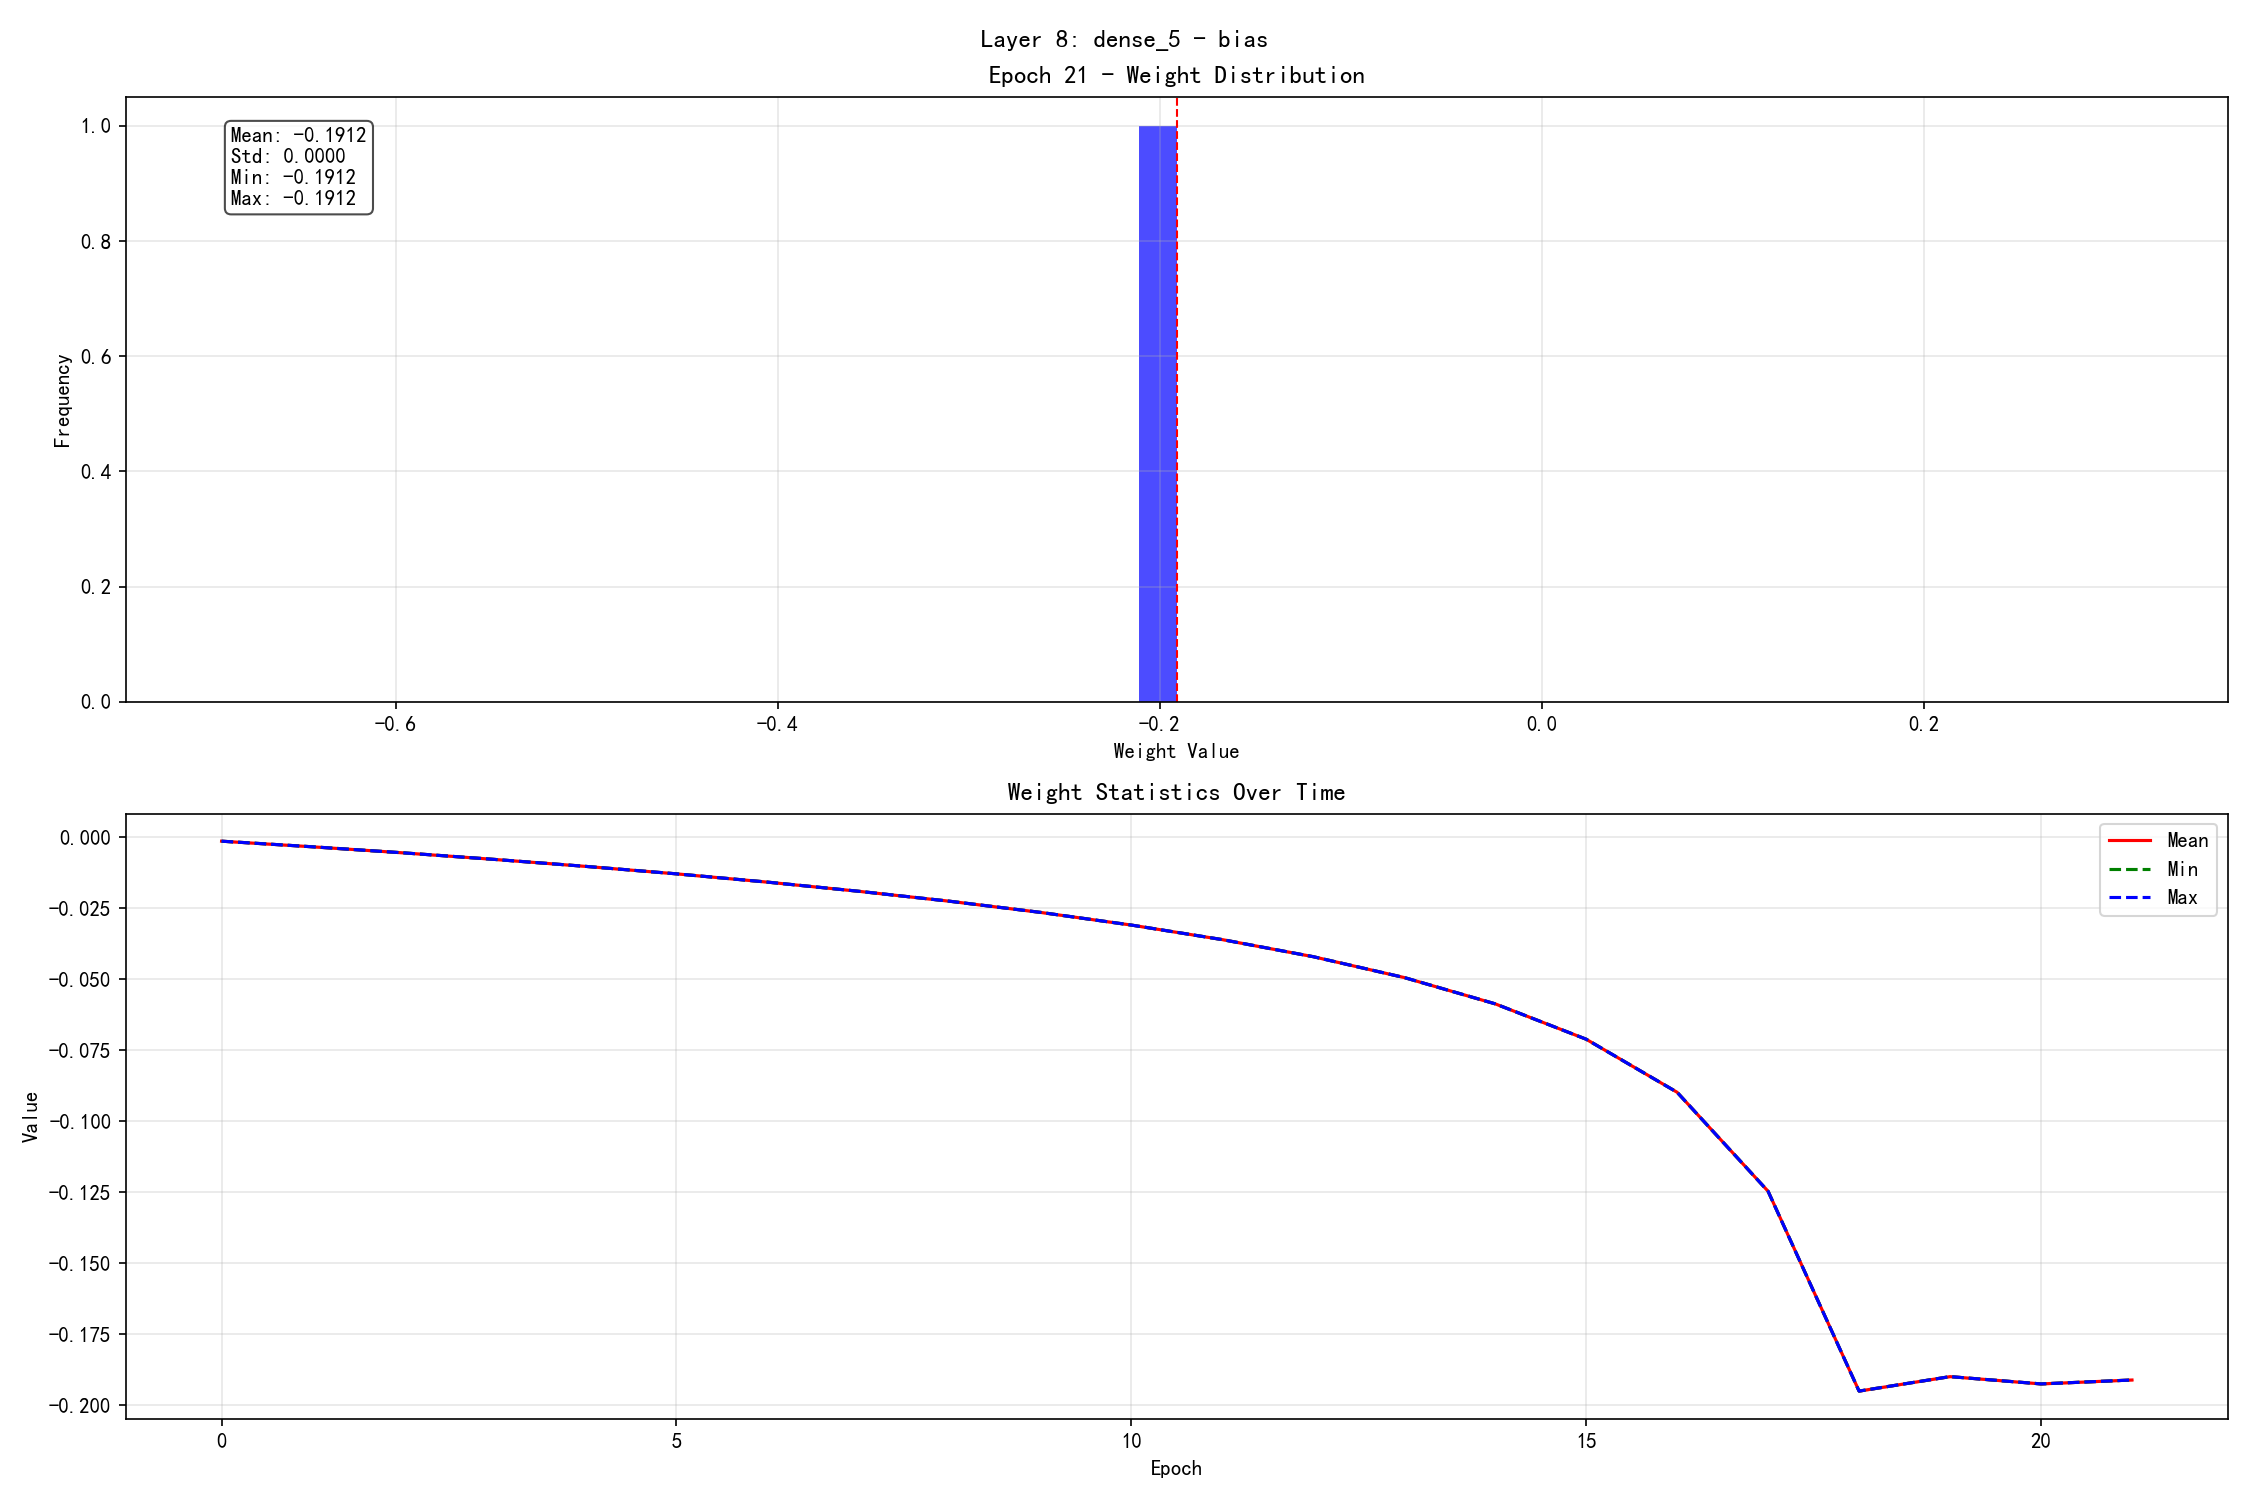 Layer 8: dense_5 - bias
Epoch 21 - Weight Distribution
Mean: -0.1912
Std: 0.0000
Min: -0.1912
Max: -0.1912
Frequency
1.0
0.8
0.6
0.4
0.2
0.0
-0.6 -0.4 -0.2 0.0 0.2
Weight Value
Weight Statistics Over Time
Mean
Min
Max
Value
0.000
-0.025
-0.050
-0.075
-0.100
-0.125
-0.150
-0.175
-0.200
0 5 10 15 20
Epoch